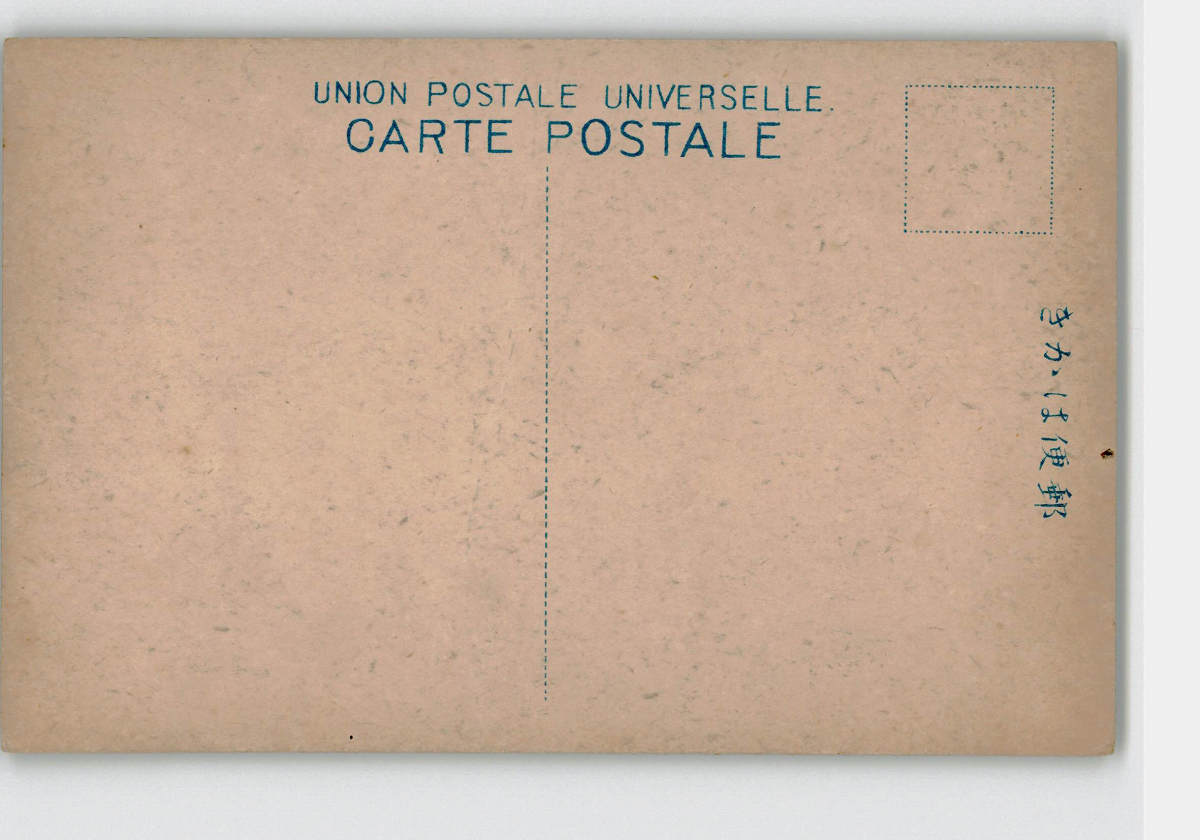 UNION POSTALE UNIVERSELLE.
CARTE POSTALE
郵便はかき